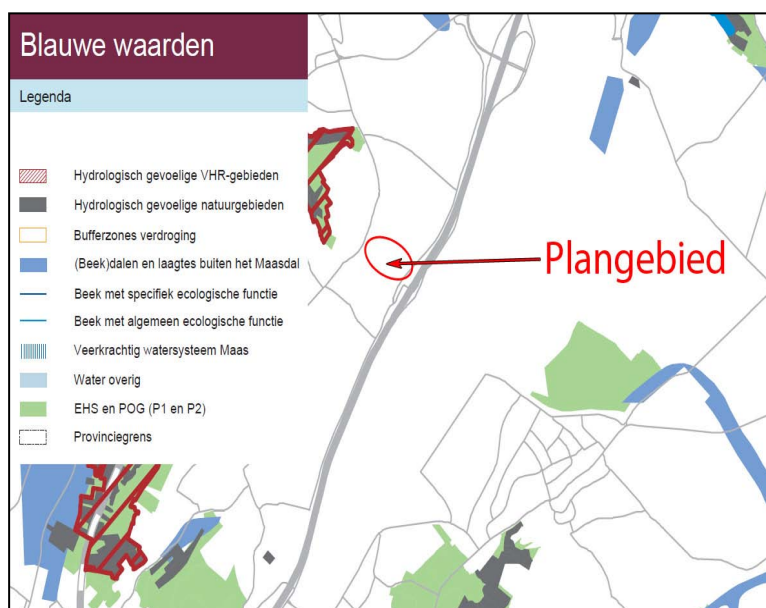 Blauwe waarden
Legenda
Hydrologisch gevoelige VHR-gebieden
Hydrologisch gevoelige natuurgebieden
Bufferzones verdroging
(Beek)dalen en laagtes buiten het Maasdal
Beek met specifiek ecologische functie
Beek met algemeen ecologische functie
Veerkrachtig watersysteem Maas
Water overig
EHS en POG (P1 en P2)
Provinciegrens
Plangebied